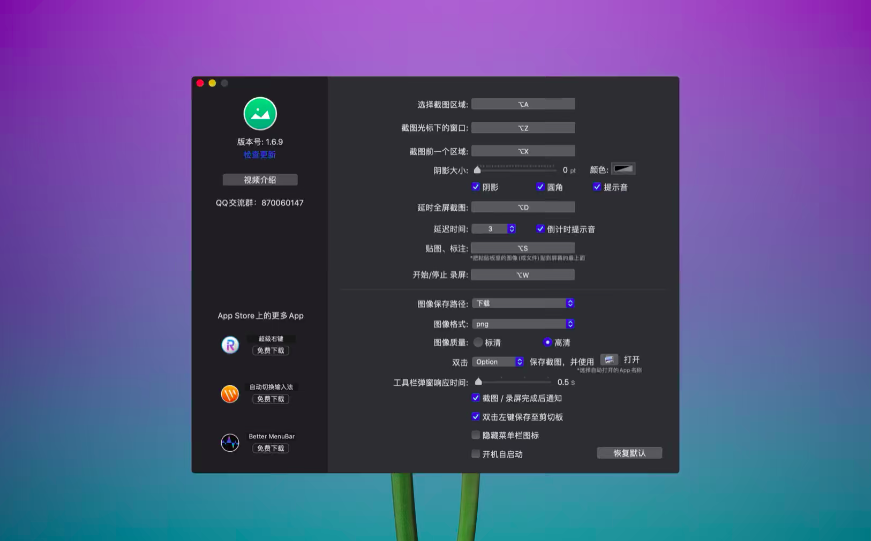 版本号: 1.6.9
检查更新
视频介绍
QQ交流群: 870060147
App Store上的更多App
超级右键
免费下载
自动切换输入法
免费下载
Better MenuBar
免费下载
选择截图区域: ⌥A
截图光标下的窗口: ⌥Z
截图前一个区域: ⌥X
阴影大小: 0 pt 颜色:
阴影 圆角 提示音
延时全屏截图: ⌥D
延迟时间: 3 倒计时提示音
贴图、标注: ⌥S
*把粘贴板里的图像(或文件)贴到屏幕的最上面
开始/停止 录屏: ⌥W
图像保存路径: 下载
图像格式: png
图像质量: 标清 高清
双击 Option 保存截图，并使用 打开
*选择自动打开的App名称
工具栏弹窗响应时间: 0.5 s
截图 / 录屏完成后通知
双击左键保存至剪切板
隐藏菜单栏图标
开机自启动
恢复默认